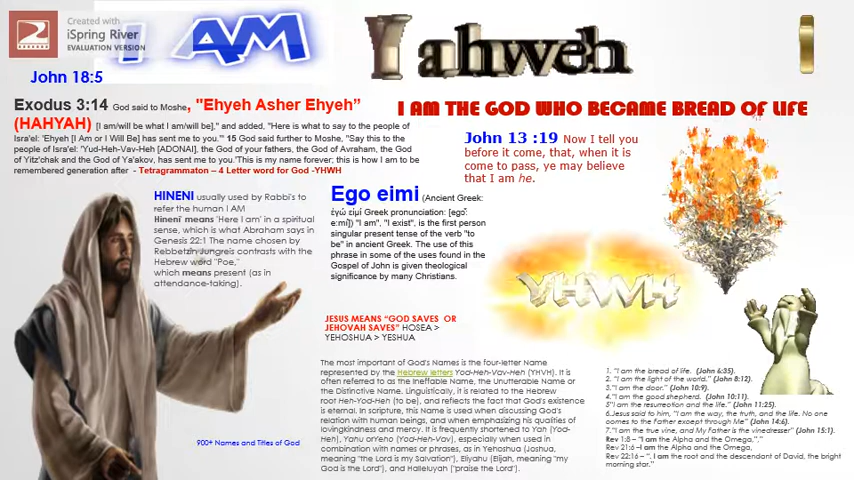 Created with
iSpring River
EVALUATION VERSION
I AM
Yahweh
I
John 18:5
Exodus 3:14 God said to Moshe, "Ehyeh Asher Ehyeh”
(HAHYAH) [I am/will be what I am/will be]," and added, "Here is what to say to the people of
Isra'el: 'Ehyeh [I Am or I Will Be] has sent me to you.'" 15 God said further to Moshe, "Say this to the
people of Isra'el: 'Yud-Heh-Vav-Heh [ADONAI], the God of your fathers, the God of Avraham, the God
of Yitz'chak and the God of Ya'akov, has sent me to you.'This is my name forever; this is how I am to be
remembered generation after - Tetragrammaton – 4 Letter word for God -YHWH
I AM THE GOD WHO BECAME BREAD OF LIFE
John 13 :19 Now I tell you
before it come, that, when it is
come to pass, ye may believe
that I am he.
HINENI usually used by Rabbi's to
refer the human I AM
Hineni means 'Here I am' in a spiritual
sense, which is what Abraham says in
Genesis 22:1 The name chosen by
Rebbetzin Jungreis contrasts with the
Hebrew word "Poe,"
which means present (as in
attendance-taking).
Ego eimi (Ancient Greek:
ἐγώ εἰμί Greek pronunciation: [egɔ̌ː
eːmí]) "I am", "I exist", is the first person
singular present tense of the verb "to
be" in ancient Greek. The use of this
phrase in some of the uses found in the
Gospel of John is given theological
significance by many Christians.
YHWH
JESUS MEANS “GOD SAVES OR
JEHOVAH SAVES” HOSEA >
YEHOSHUA > YESHUA
The most important of God's Names is the four-letter Name
represented by the Hebrew letters Yod-Heh-Vav-Heh (YHVH). It is
often referred to as the Ineffable Name, the Unutterable Name or
the Distinctive Name. Linguistically, it is related to the Hebrew
root Heh-Yod-Heh (to be), and reflects the fact that God's existence
is eternal. In scripture, this Name is used when discussing God's
relation with human beings, and when emphasizing his qualities of
lovingkindness and mercy. It is frequently shortened to Yah (Yod-
Heh), Yahu orYeho (Yod-Heh-Vav), especially when used in
combination with names or phrases, as in Yehoshua (Joshua,
meaning "the Lord is my Salvation"), Eliyahu (Elijah, meaning "my
God is the Lord"), and Halleluyah ("praise the Lord").
900+ Names and Titles of God
1. "I am the bread of life. (John 6:35).
2. "I am the light of the world." (John 8:12).
3."I am the door." (John 10:9).
4."I am the good shepherd. (John 10:11).
5"I am the resurrection and the life." (John 11:25).
6.Jesus said to him, "I am the way, the truth, and the life. No one
comes to the Father except through Me" (John 14:6).
7."I am the true vine, and My Father is the vinedresser" (John 15:1).
Rev 1:8 – "I am the Alpha and the Omega,","
Rev 21:6 –I am the Alpha and the Omega,
Rev 22:16 – ". I am the root and the descendant of David, the bright
morning star."